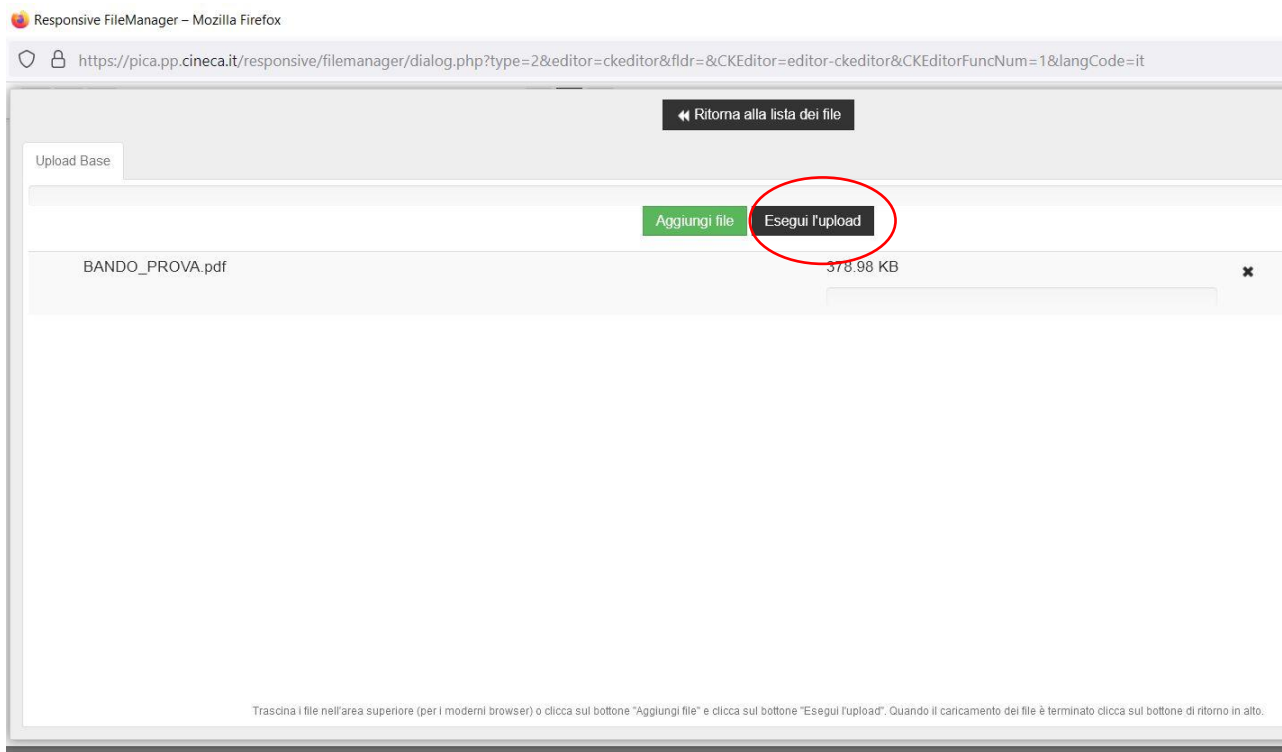 Responsive FileManager – Mozilla Firefox
https://pica.pp.cineca.it/responsive/filemanager/dialog.php?type=2&editor=ckeditor&fldr=&CKEditor=editor-ckeditor&CKEditorFuncNum=1&langCode=it
Ritorna alla lista dei file
Upload Base
Aggiungi file Esegui l'upload
BANDO_PROVA.pdf 378.98 KB
Trascina i file nell'area superiore (per i moderni browser) o clicca sul bottone "Aggiungi file" e clicca sul bottone "Esegui l'upload". Quando il caricamento dei file è terminato clicca sul bottone di ritorno in alto.